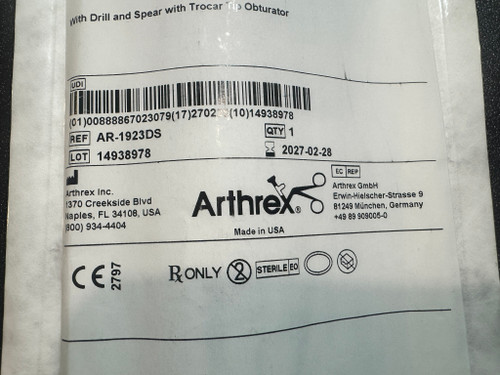 With Drill and Spear with Trocar Obturator
UDI
(01)00888867023079(17)2702 (10)14938978
REF AR-1923DS
QTY 1
LOT 14938978
2027-02-28
Arthrex Inc.
1370 Creekside Blvd
Naples, FL 34108, USA
(800) 934-4404
Arthrex®
Made in USA
EC REP
Arthrex GmbH
Erwin-Hielscher-Strasse 9
81249 München, Germany
+49 89 909005-0
CE
2797
Rx ONLY
2
STERILE EO